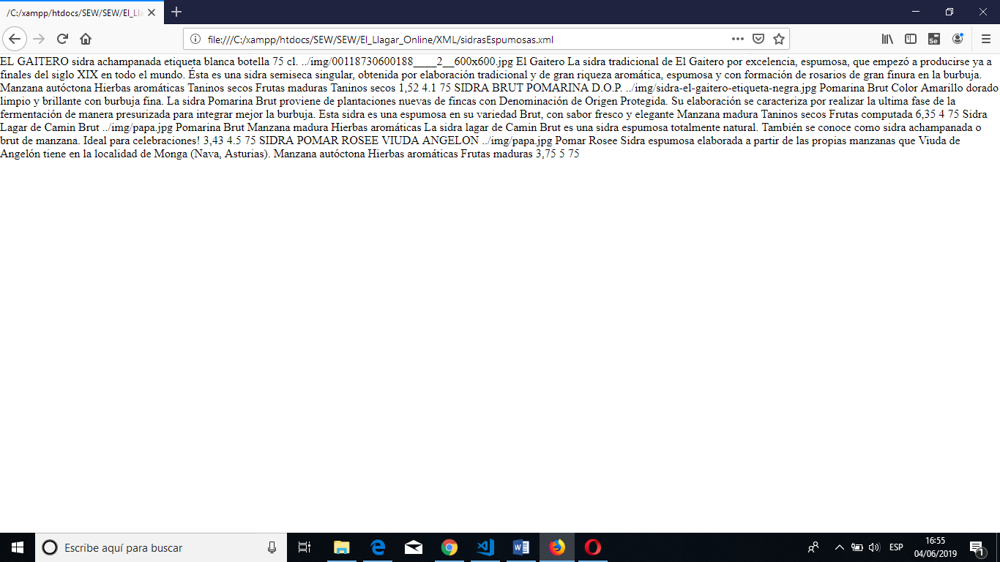 /C:/xampp/htdocs/SEW/SEW/El_Lla
file:///C:/xampp/htdocs/SEW/SEW/El_Llagar_Online/XML/sidrasEspumosas.xml
Se
EL GAITERO sidra achampanada etiqueta blanca botella 75 cl. ../img/00118730600188_____2__600x600.jpg El Gaitero La sidra tradicional de El Gaitero por excelencia, espumosa, que empezó a producirse ya a
finales del siglo XIX en todo el mundo. Ésta es una sidra semiseca singular, obtenida por elaboración tradicional y de gran riqueza aromática, espumosa y con formación de rosarios de gran finura en la burbuja.
Manzana autóctona Hierbas aromáticas Taninos secos Frutas maduras Taninos secos 1,52 4.1 75 SIDRA BRUT POMARINA D.O.P. ../img/sidra-el-gaitero-etiqueta-negra.jpg Pomarina Brut Color Amarillo dorado
limpio y brillante con burbuja fina. La sidra Pomarina Brut proviene de plantaciones nuevas de fincas con Denominación de Origen Protegida. Su elaboración se caracteriza por realizar la ultima fase de la
fermentación de manera presurizada para integrar mejor la burbuja. Esta sidra es una espumosa en su variedad Brut, con sabor fresco y elegante Manzana madura Taninos secos Frutas computada 6,35 4 75 Sidra
Lagar de Camin Brut ../img/papa.jpg Pomarina Brut Manzana madura Hierbas aromáticas La sidra lagar de Camin Brut es una sidra espumosa totalmente natural. También se conoce como sidra achampanada o
brut de manzana. Ideal para celebraciones! 3,43 4.5 75 SIDRA POMAR ROSEE VIUDA ANGELON ../img/papa.jpg Pomar Rosee Sidra espumosa elaborada a partir de las propias manzanas que Viuda de
Angelón tiene en la localidad de Monga (Nava, Asturias). Manzana autóctona Hierbas aromáticas Frutas maduras 3,75 5 75
Escribe aquí para buscar
ESP
16:55
04/06/2019
1